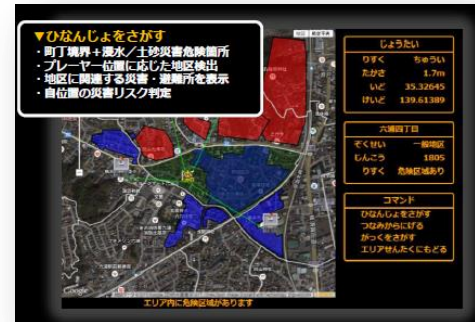 ▼ひなんじょをさがす
・町丁境界＋浸水／土砂災害危険箇所
・プレーヤー位置に応じた地区検出
・地区に関連する災害・避難所を表示
・自位置の災害リスク判定
じょうたい
りすく ちゅうい
たかさ 1.7m
いど 35.32645
けいど 139.61389
六浦四丁目
ぞくせい 一般地区
じんこう 1805
りすく 危険区域あり
コマンド
ひなんじょをさがす
つなみからにげる
がっくをさがす
エリアせんたくにもどる
Google
エリア内に危険区域があります